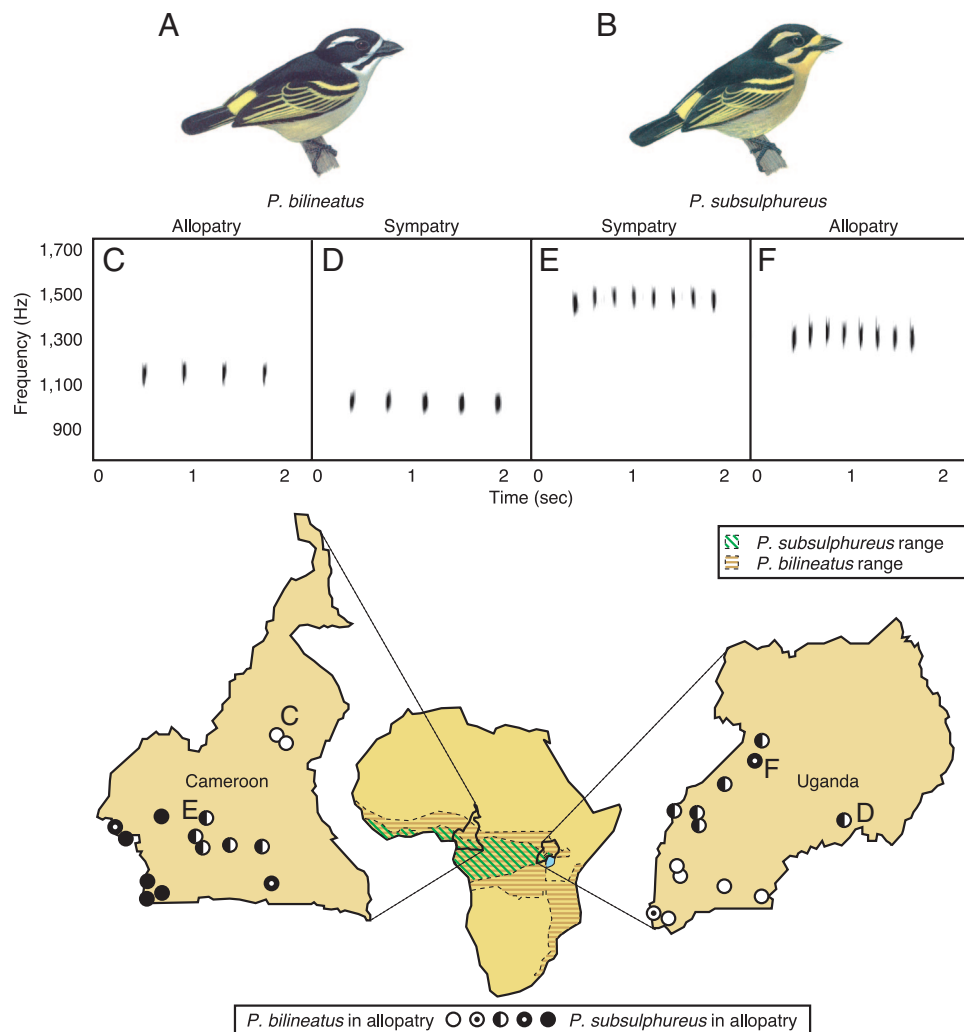 A
B
P. bilineatus
P. subsulphureus
Allopatry
Sympatry
Sympatry
Allopatry
C
D
E
F
Frequency (Hz)
1,700
1,500
1,300
1,100
900
0 1 2
0 1 2
0 1 2
0 1 2
Time (sec)
P. subsulphureus range
P. bilineatus range
C
Cameroon
E
F
Uganda
D
P. bilineatus in allopatry
P. subsulphureus in allopatry